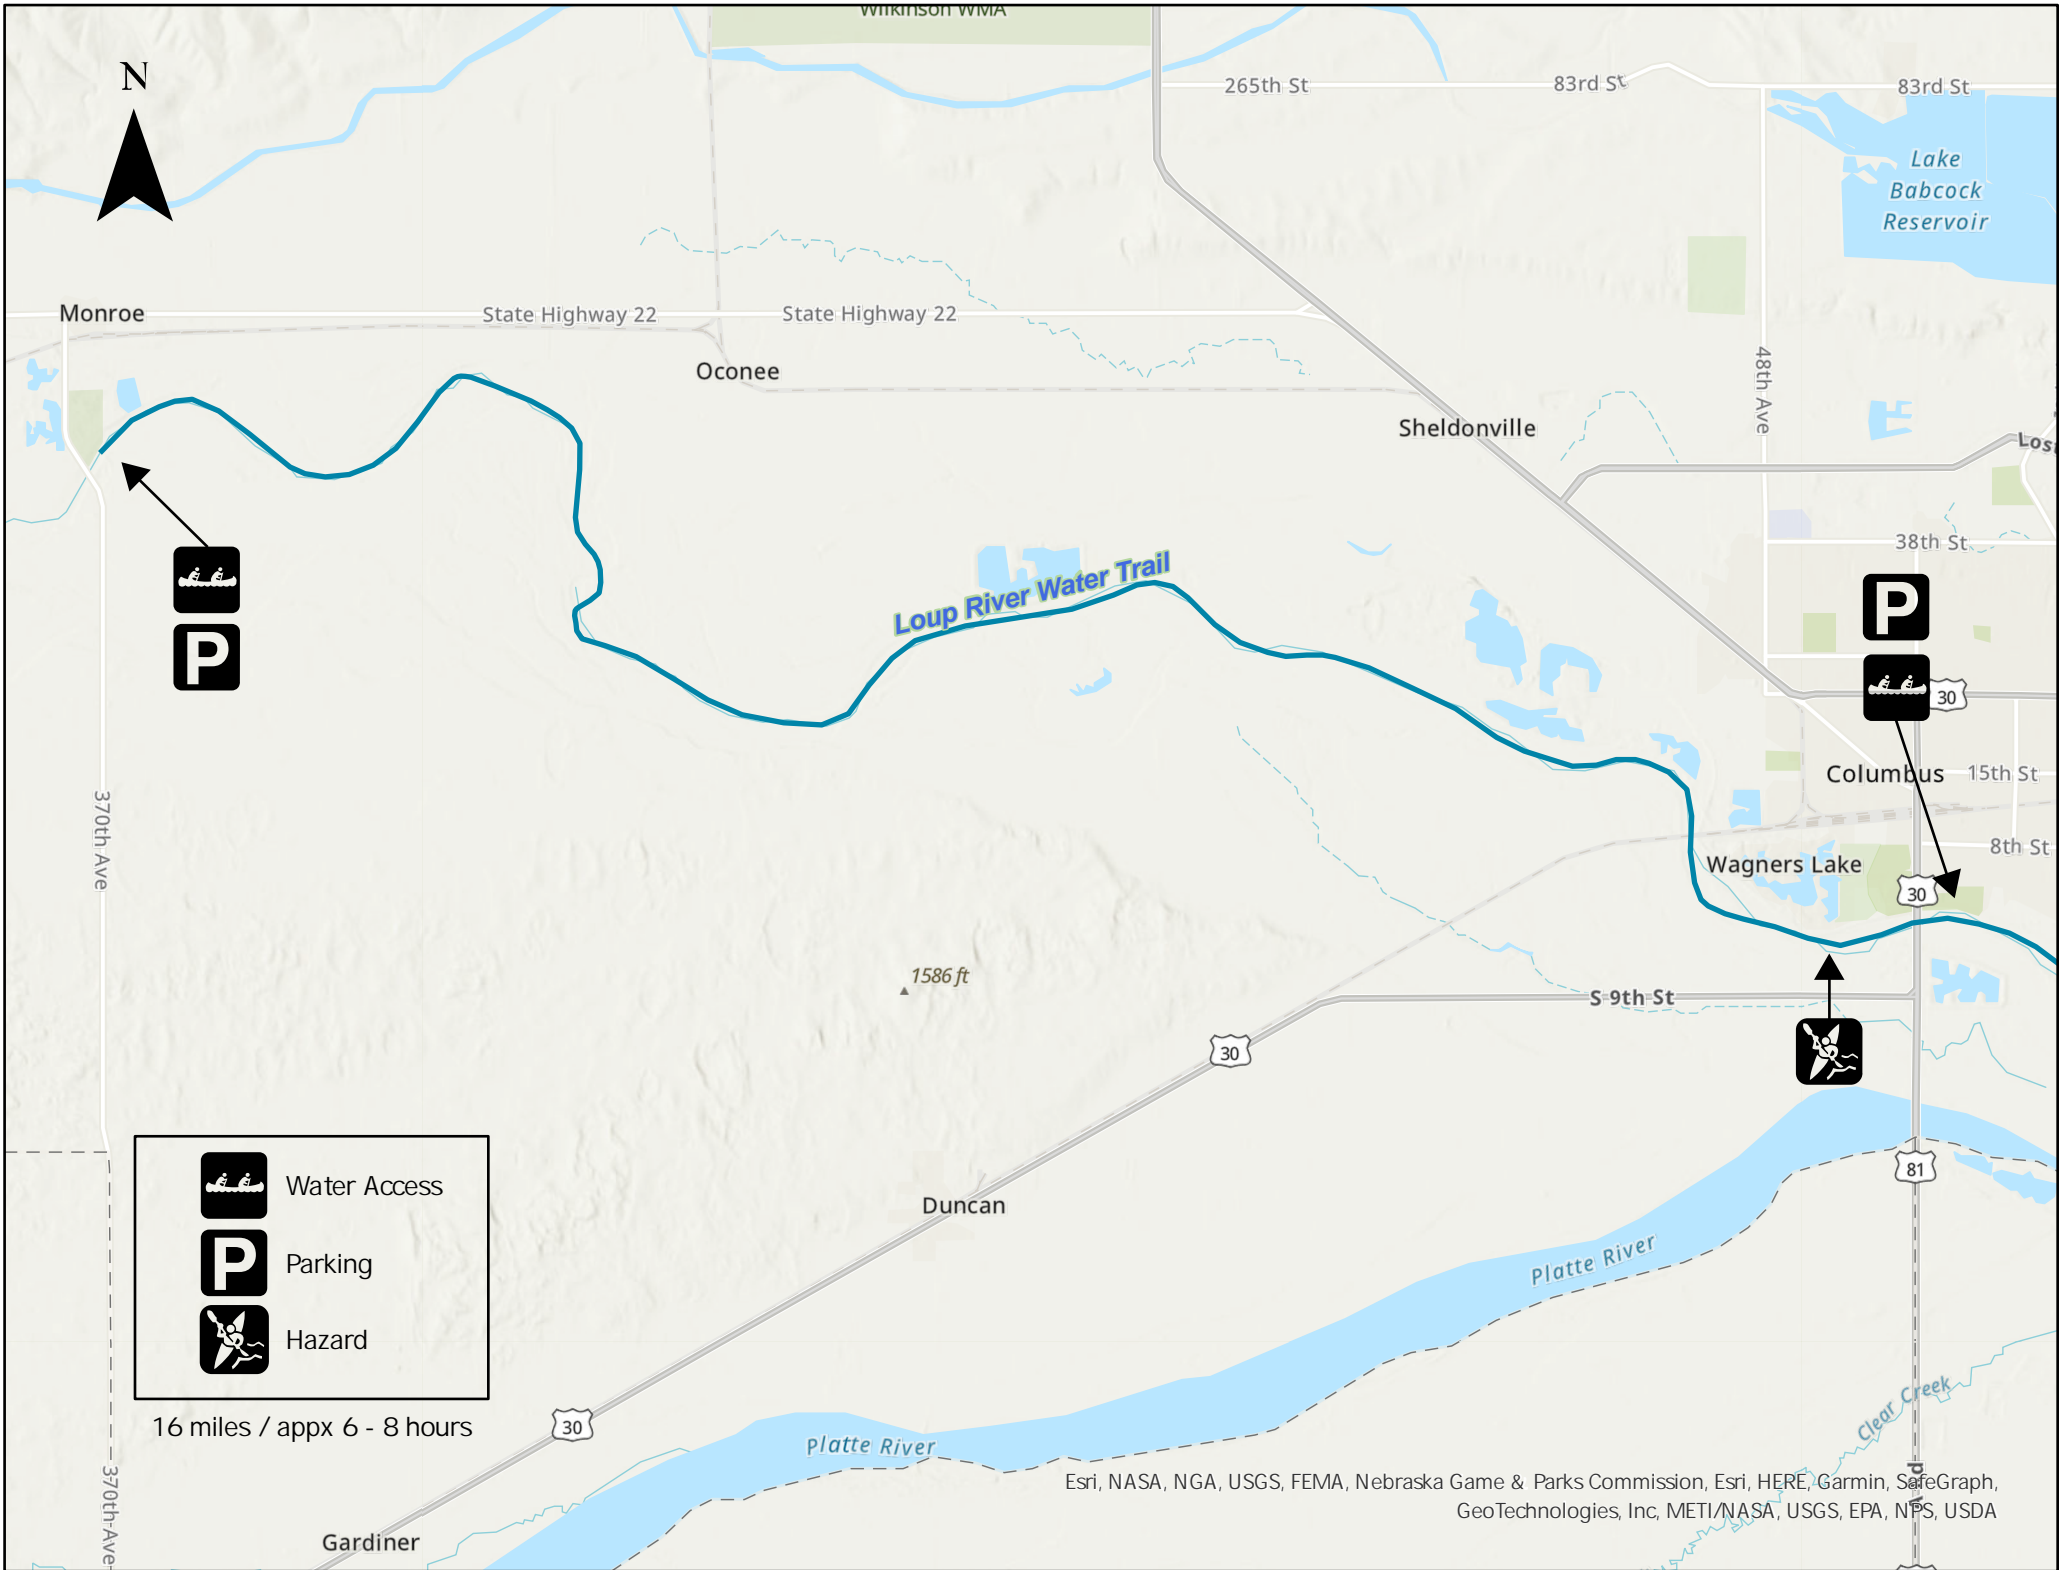 Wilkinson WMA
N
265th St
83rd St
83rd St
Lake
Babcock
Reservoir
Monroe
State Highway 22
State Highway 22
Oconee
48th Ave
Sheldonville
Lost
38th St
P
Loup River Water Trail
P
30
Columbus
15th St
370th Ave
8th St
Wagners Lake
30
1586 ft
S 9th St
30
81
Water Access
Duncan
P
Parking
Platte River
Hazard
Clear Creek
16 miles / appx 6 - 8 hours
30
Platte River
370th Ave
Esri, NASA, NGA, USGS, FEMA, Nebraska Game & Parks Commission, Esri, HERE, Garmin, SafeGraph,
GeoTechnologies, Inc, METI/NASA, USGS, EPA, NPS, USDA
Gardiner